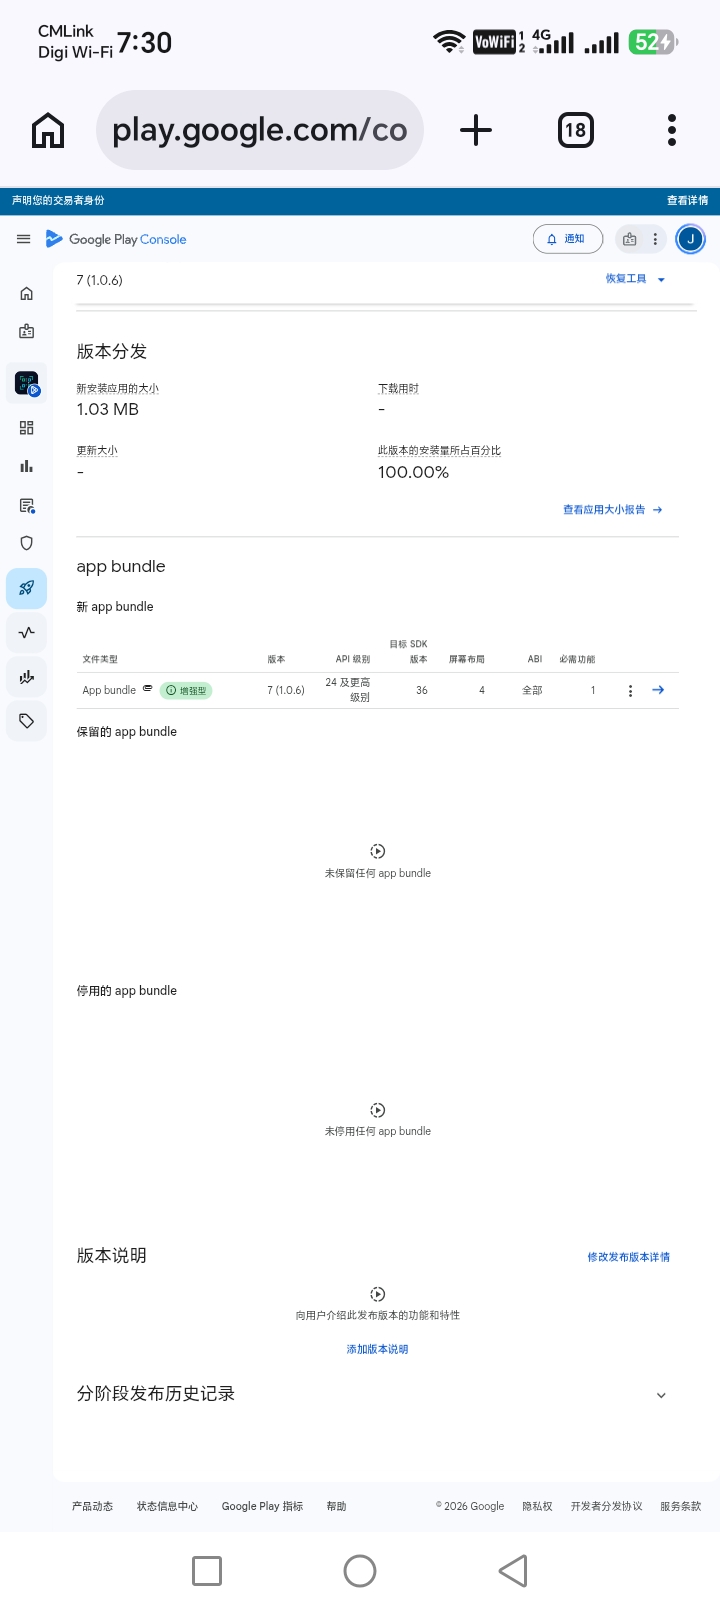 CMLink
Digi Wi-Fi 7:30 VoWiFi 1 2 4G 52
play.google.com/co 18
声明您的交易者身份 查看详情
Google Play Console 通知 J
7 (1.0.6) 恢复工具
版本分发
新安装应用的大小 下载用时
1.03 MB -
更新大小 此版本的安装量所占百分比
- 100.00%
查看应用大小报告
app bundle
新 app bundle
文件类型 版本 API 级别 目标 SDK 版本 屏幕布局 ABI 必需功能
App bundle 增强型 7 (1.0.6) 24 及更高级别 36 4 全部 1
保留的 app bundle
未保留任何 app bundle
停用的 app bundle
未停用任何 app bundle
版本说明 修改发布版本详情
向用户介绍此发布版本的功能和特性
添加版本说明
分阶段发布历史记录
产品动态 状态信息中心 Google Play 指标 帮助 © 2026 Google 隐私权 开发者分发协议 服务条款